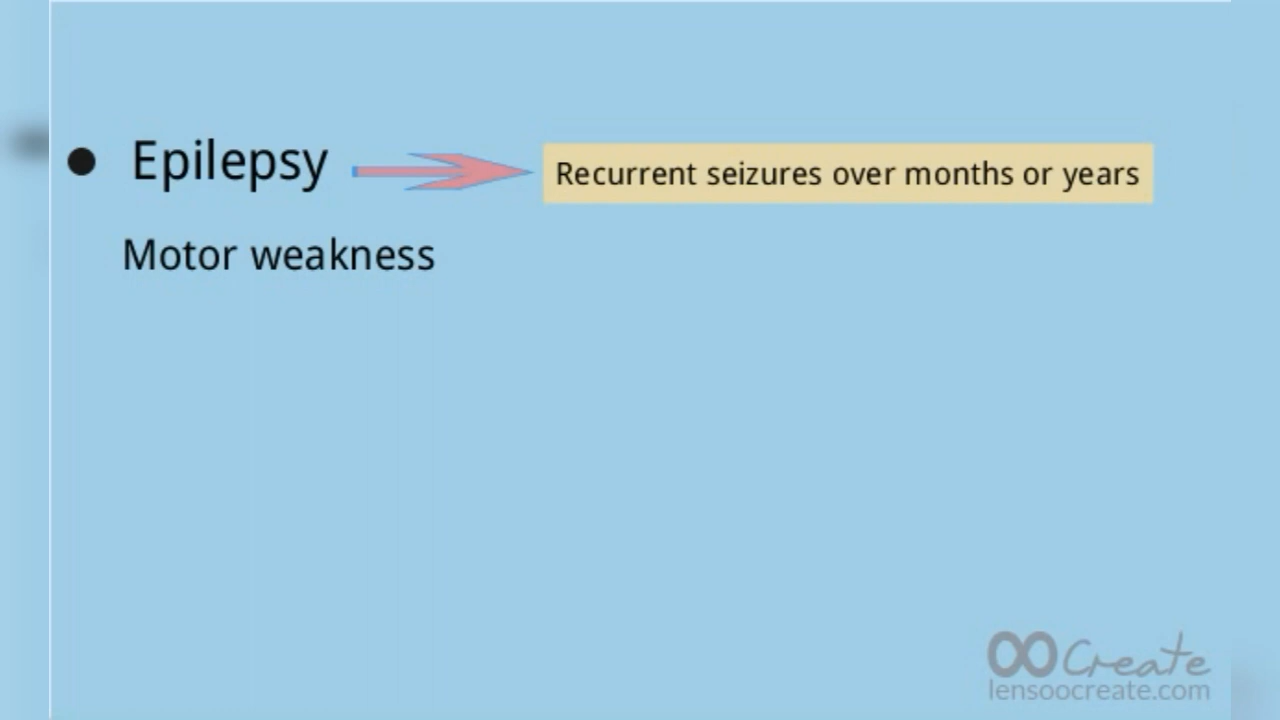 ● Epilepsy Recurrent seizures over months or years
Motor weakness
Create
lensoocreate.com